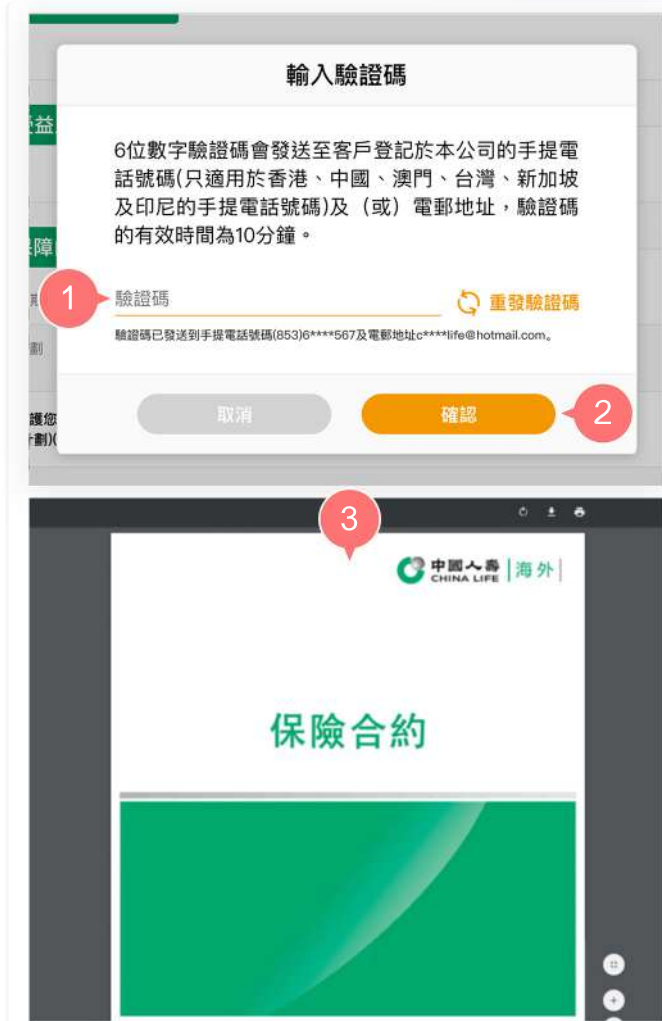 輸入驗證碼
益
6位數字驗證碼會發送至客戶登記於本公司的手提電
話號碼(只適用於香港、中國、澳門、台灣、新加坡
及印尼的手提電話號碼)及（或）電郵地址，驗證碼
的有效時間為10分鐘。
障
1
驗證碼
重發驗證碼
劃
驗證碼已發送到手提電話號碼(853)6****567及電郵地址c****life@hotmail.com。
護您
劃)(
取消
確認
2
3
中國人壽
CHINA LIFE
海外
保險合約